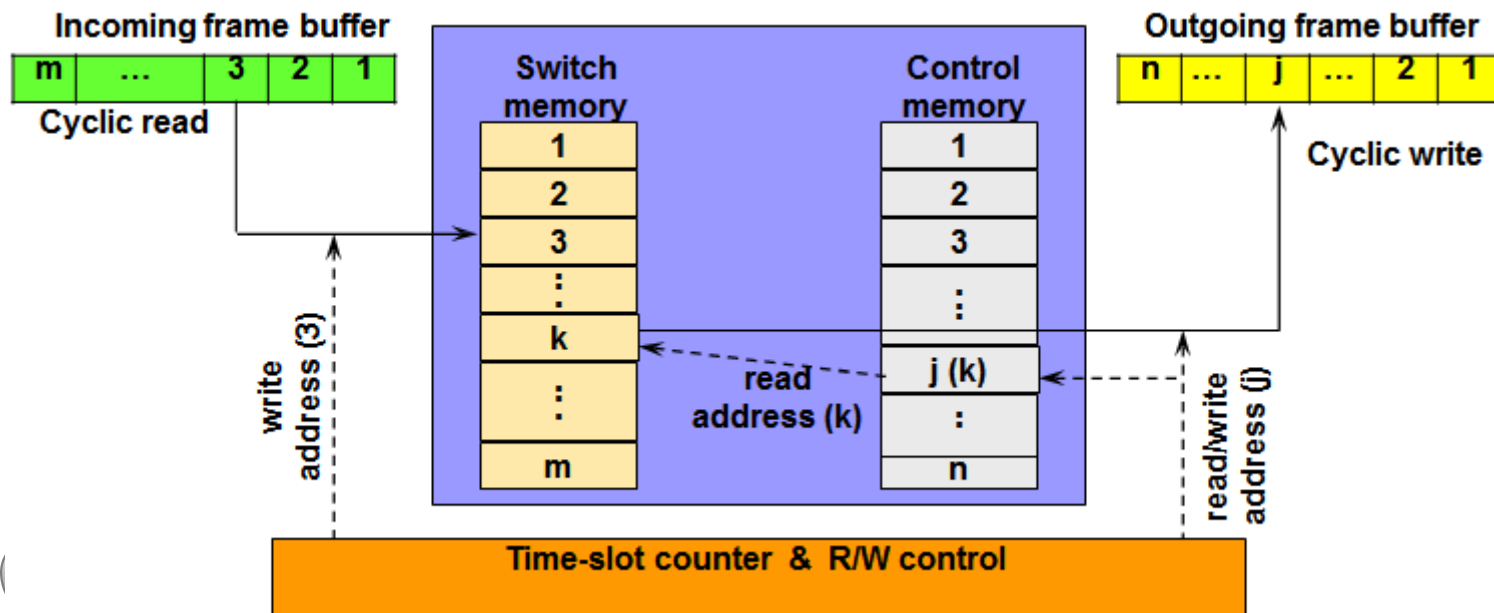 Incoming frame buffer
m … 3 2 1
Cyclic read
Switch
memory
1
2
3
:
:
k
:
:
m
Control
memory
1
2
3
:
:
j (k)
:
n
read
address (k)
Outgoing frame buffer
n … j … 2 1
Cyclic write
write
address (3)
read/write
address (j)
Time-slot counter & R/W control